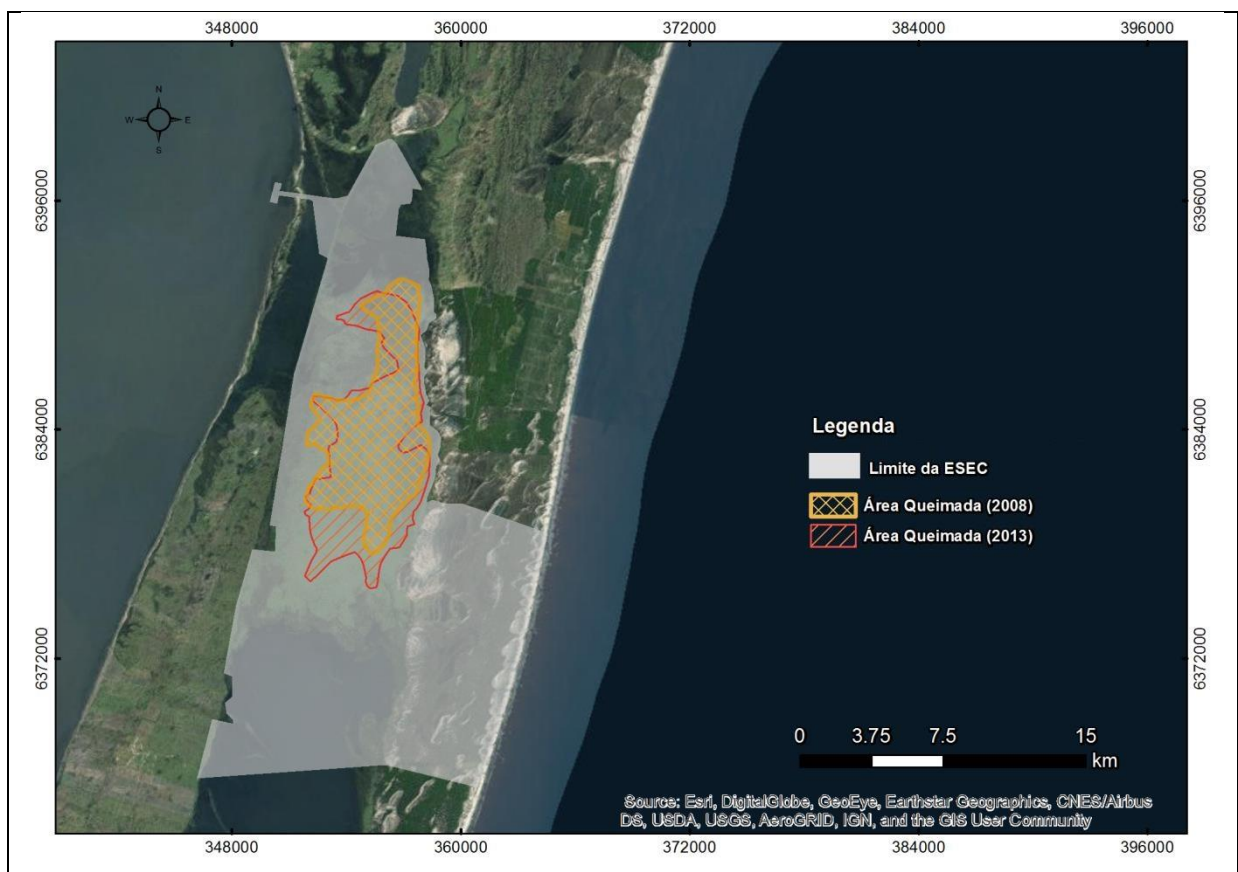 348000 360000 372000 384000 396000
N
W E
S
6396000 6396000
6384000 6384000
6372000 6372000
Legenda
Limite da ESEC
Área Queimada (2008)
Área Queimada (2013)
0 3.75 7.5 15
km
Source: Esri, DigitalGlobe, GeoEye, Earthstar Geographics, CNES/Airbus
DS, USDA, USGS, AeroGRID, IGN, and the GIS User Community
348000 360000 372000 384000 396000